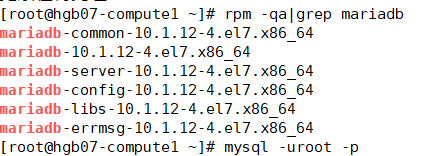 [root@hgb07-compute1 ~]# rpm -qa|grep mariadb
mariadb-common-10.1.12-4.el7.x86_64
mariadb-10.1.12-4.el7.x86_64
mariadb-server-10.1.12-4.el7.x86_64
mariadb-config-10.1.12-4.el7.x86_64
mariadb-libs-10.1.12-4.el7.x86_64
mariadb-errmsg-10.1.12-4.el7.x86_64
[root@hgb07-compute1 ~]# mysql -uroot -p